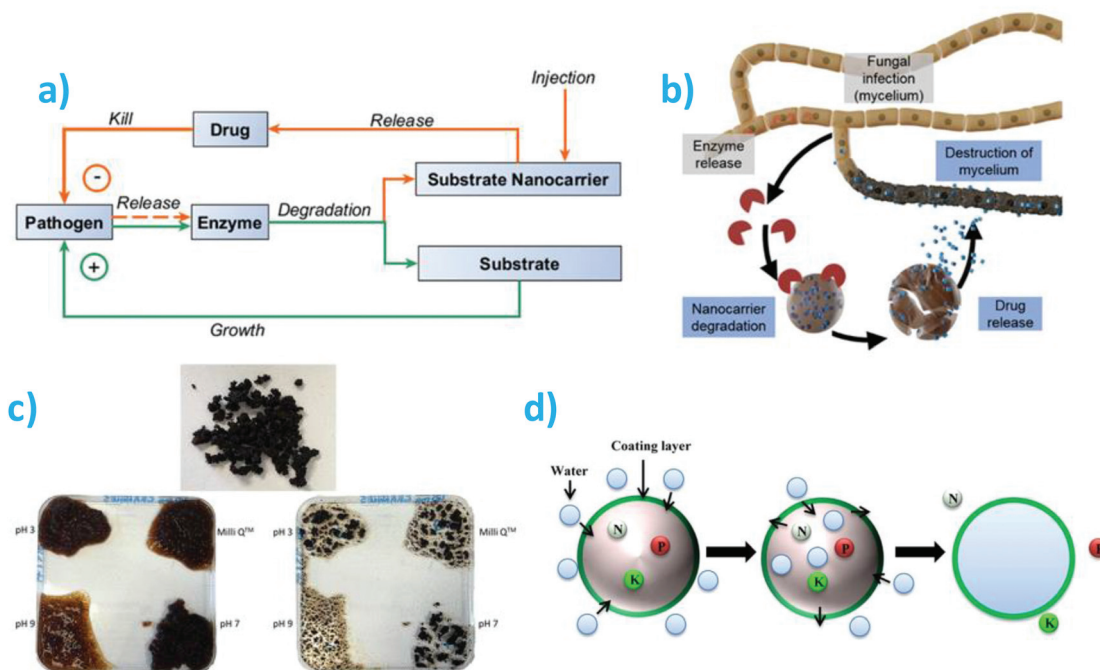 a)
Injection
Kill
Drug
Release
-
Substrate Nanocarrier
Pathogen
Release
Enzyme
Degradation
+
Substrate
Growth
b)
Fungal
infection
(mycelium)
Enzyme
release
Destruction of
mycelium
Nanocarrier
degradation
Drug
release
c)
pH 3
Milli Q™
pH 9
pH 7
pH 3
Milli Q™
pH 9
pH 7
d)
Coating layer
Water
N
P
K
N
P
K
N
P
K